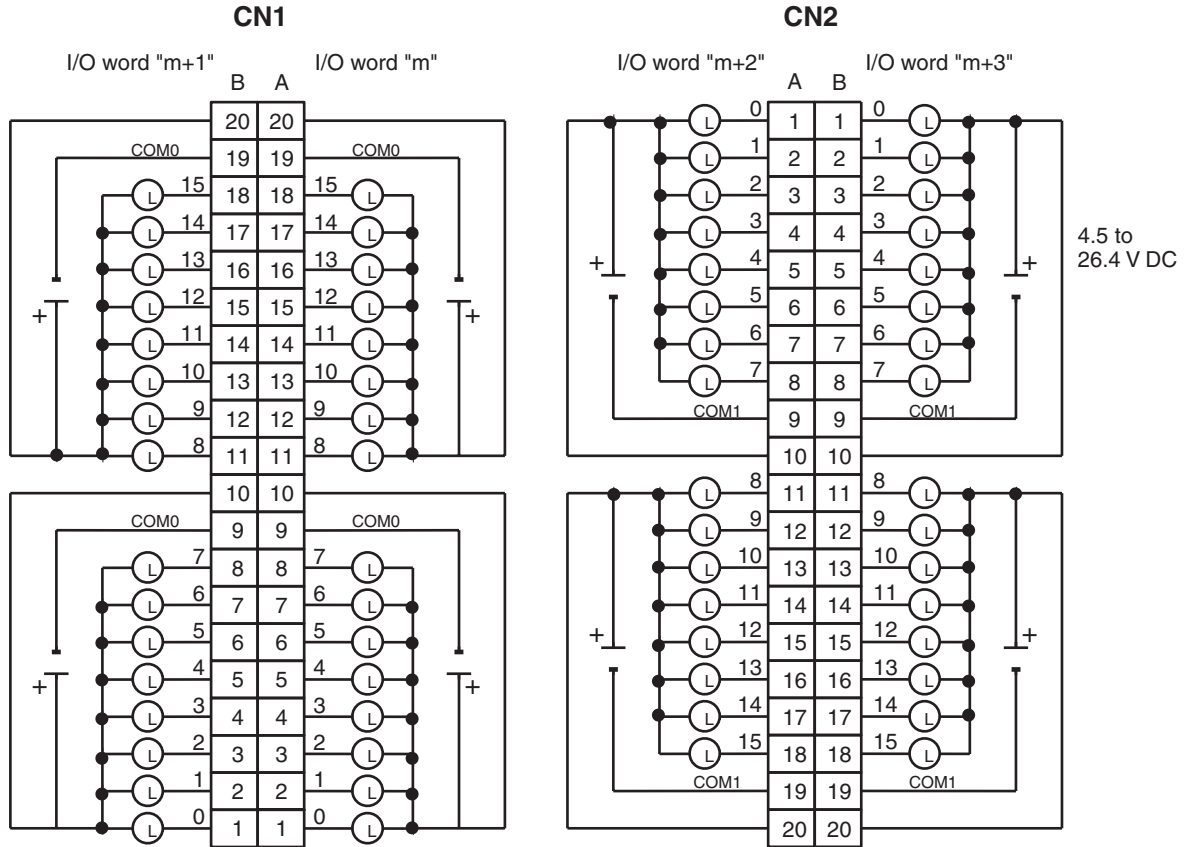 CN1
CN2
I/O word "m+1"
I/O word "m"
B A
20 20
COM0 19 19 COM0
L 15 18 18 15 L
L 14 17 17 14 L
L 13 16 16 13 L
L 12 15 15 12 L
+ +
L 11 14 14 11 L
L 10 13 13 10 L
L 9 12 12 9 L
L 8 11 11 8 L
10 10
COM0 9 9 COM0
L 7 8 8 7 L
L 6 7 7 6 L
L 5 6 6 5 L
L 4 5 5 4 L
+ +
L 3 4 4 3 L
L 2 3 3 2 L
L 1 2 2 1 L
L 0 1 1 0 L
I/O word "m+2"
I/O word "m+3"
A B
L 0 1 1 0 L
L 1 2 2 1 L
L 2 3 3 2 L
L 3 4 4 3 L
+ L 4 5 5 4 L +
L 5 6 6 5 L
L 6 7 7 6 L
L 7 8 8 7 L
COM1 9 9 COM1
10 10
L 8 11 11 8 L
L 9 12 12 9 L
L 10 13 13 10 L
L 11 14 14 11 L
+ L 12 15 15 12 L +
L 13 16 16 13 L
L 14 17 17 14 L
L 15 18 18 15 L
COM1 19 19 COM1
20 20
4.5 to
26.4 V DC